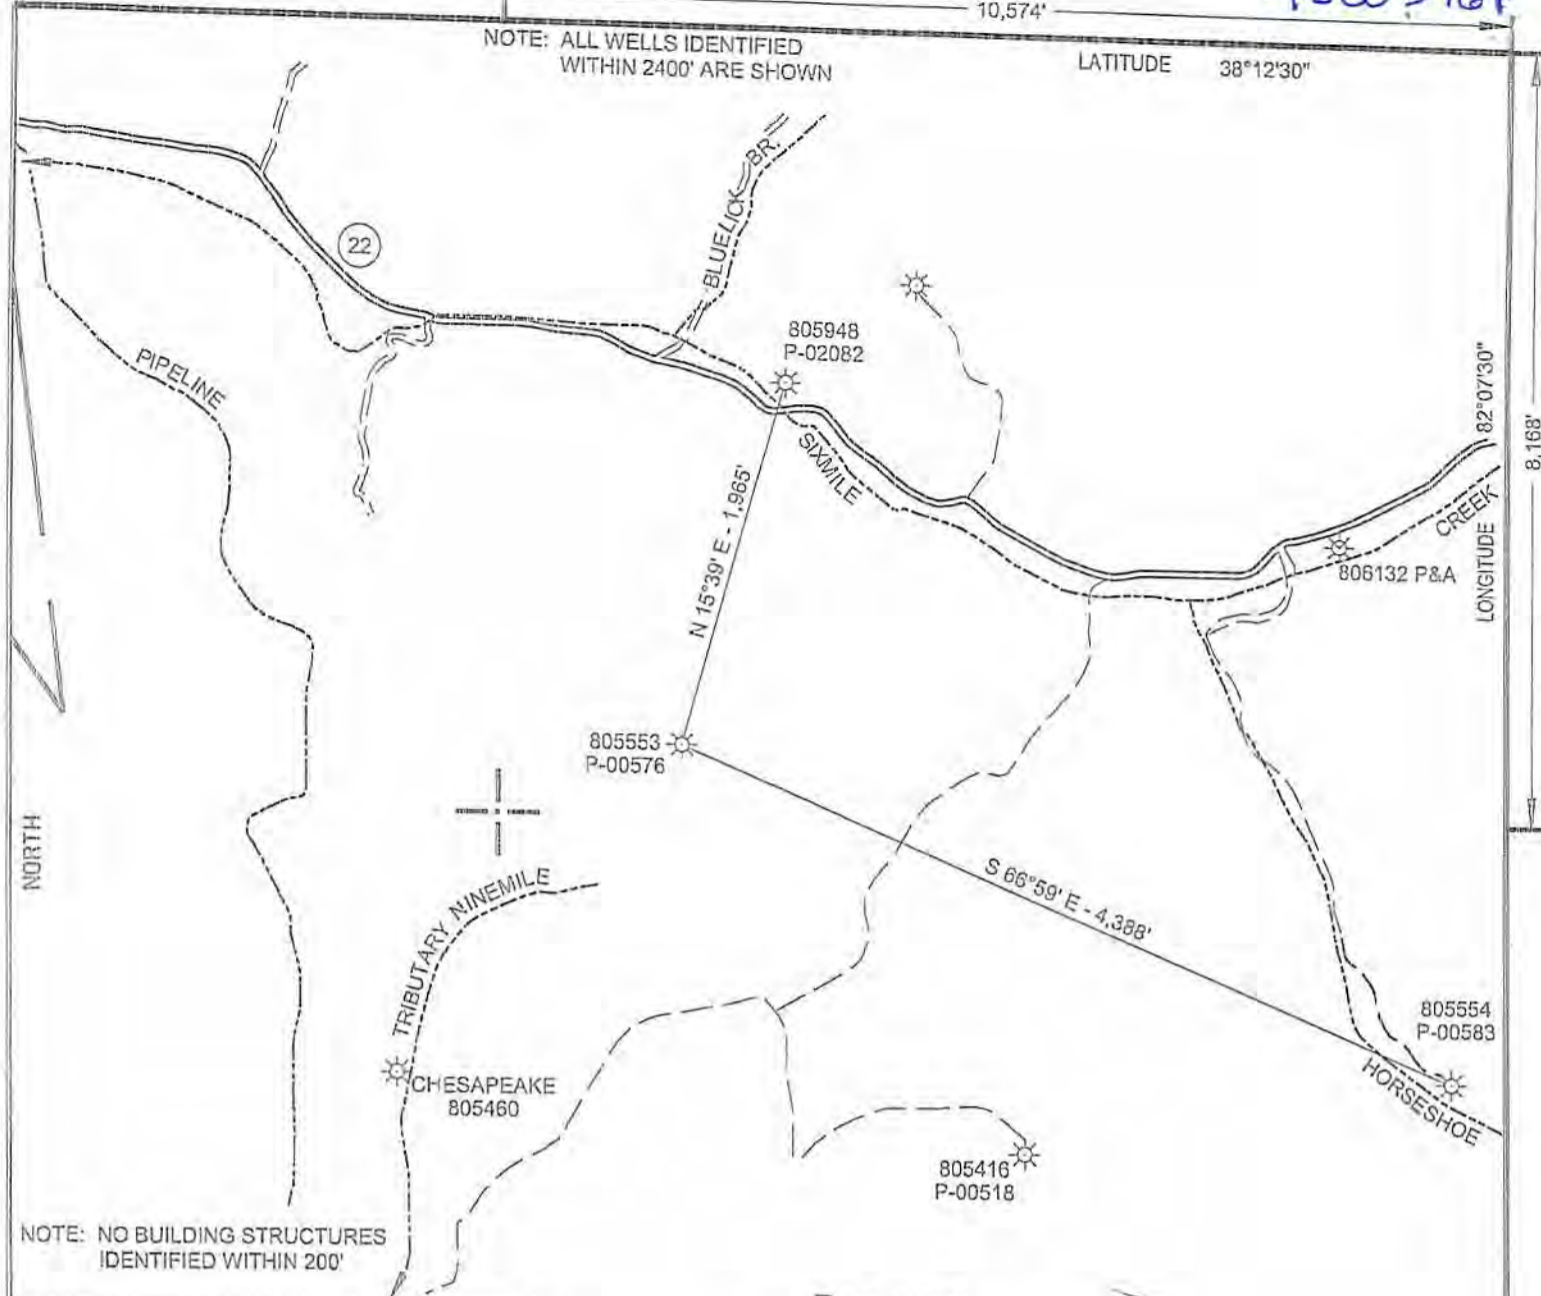 10,574'
NOTE: ALL WELLS IDENTIFIED
WITHIN 2400' ARE SHOWN
LATITUDE 38°12'30"
BLUELICK BR.
22
805948
P-02082
PIPELINE
SIXMILE
CREEK
LONGITUDE 82°07'30"
8,168'
806132 P&A
N 15°39' E - 1,965'
805553
P-00576
NORTH
S 66°59' E - 4,388'
TRIBUTARY NINEMILE
CHESAPEAKE
805460
805554
P-00583
HORSESHOE
805416
P-00518
NOTE: NO BUILDING STRUCTURES
IDENTIFIED WITHIN 200'